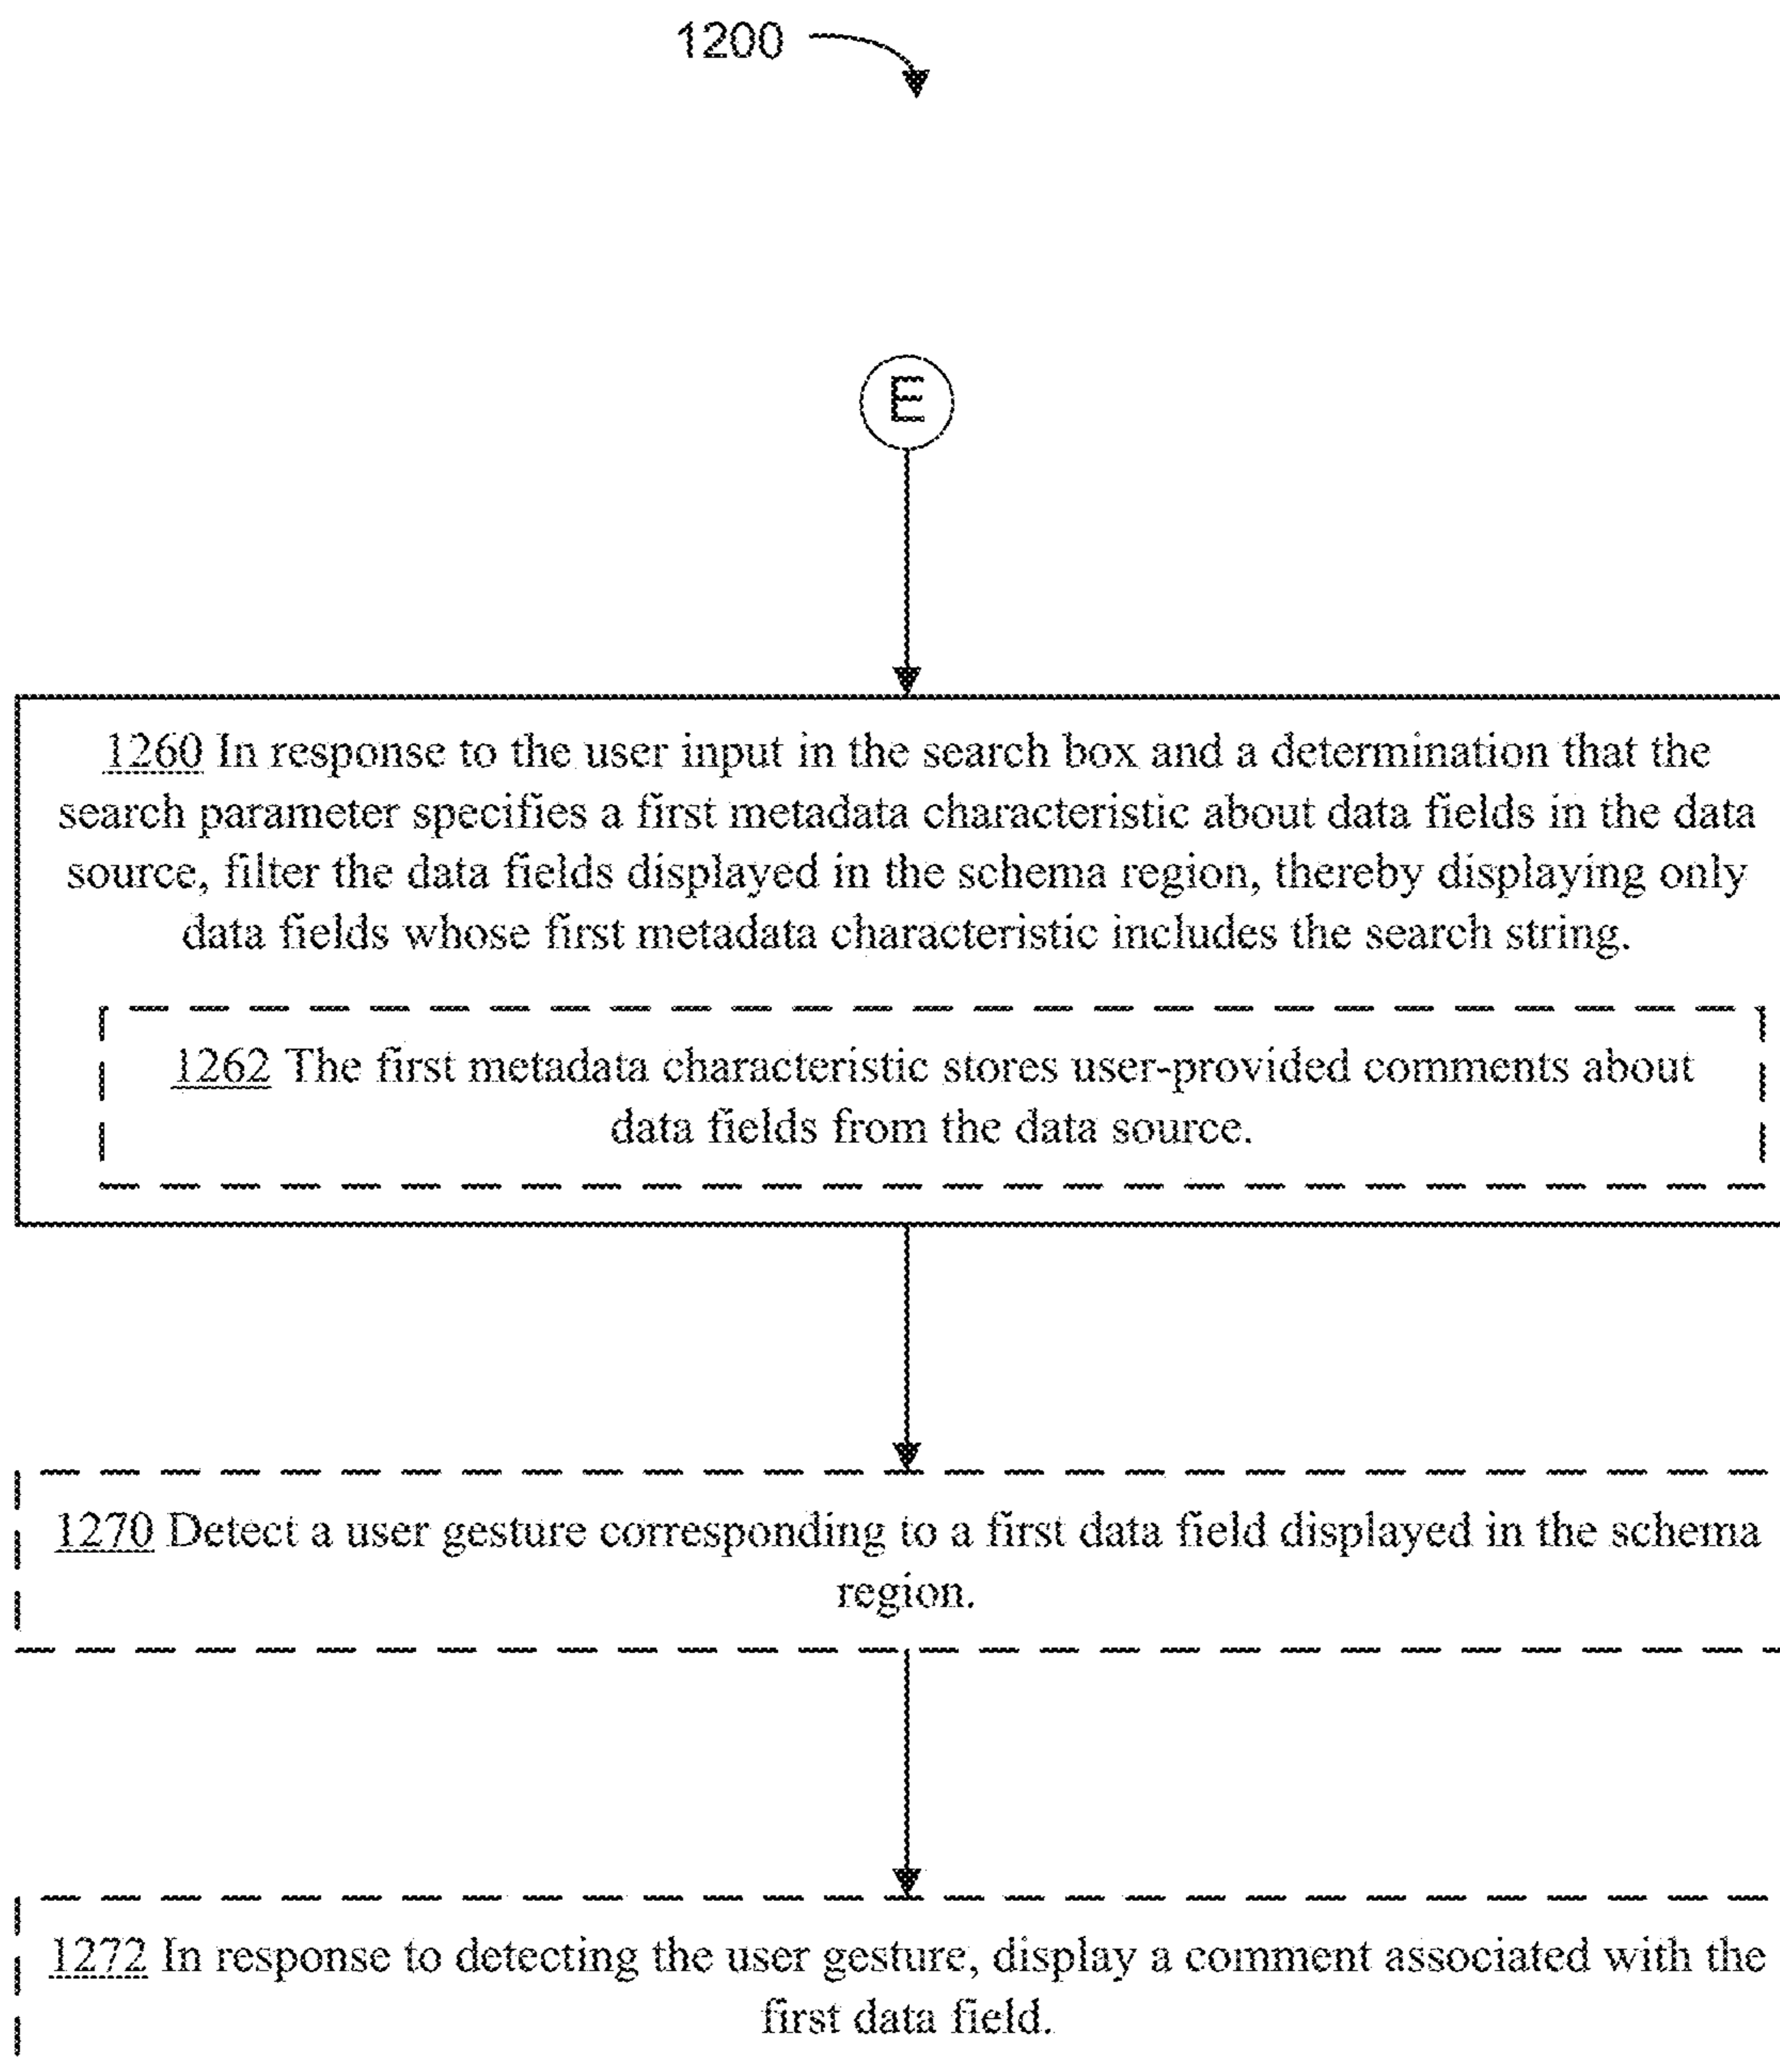 1200
E
1260 In response to the user input in the search box and a determination that the
search parameter specifies a first metadata characteristic about data fields in the data
source, filter the data fields displayed in the schema region, thereby displaying only
data fields whose first metadata characteristic includes the search string.
1262 The first metadata characteristic stores user-provided comments about
data fields from the data source.
1270 Detect a user gesture corresponding to a first data field displayed in the schema
region.
1272 In response to detecting the user gesture, display a comment associated with the
first data field.